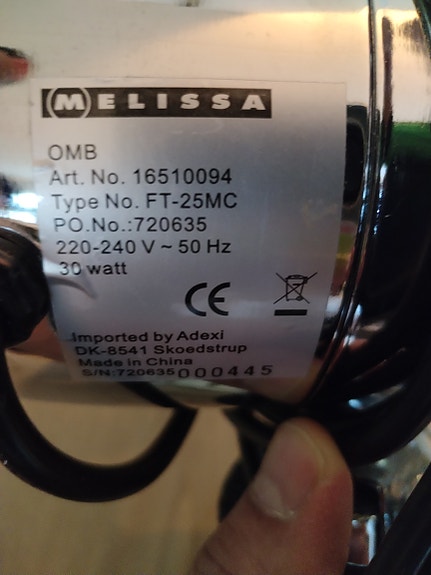 MELISSA
OMB
Art. No. 16510094
Type No. FT-25MC
PO.No.:720635
220-240 V ~ 50 Hz
30 watt
CE
Imported by Adexi
DK-8541 Skoedstrup
Made in China
S/N:720635000445